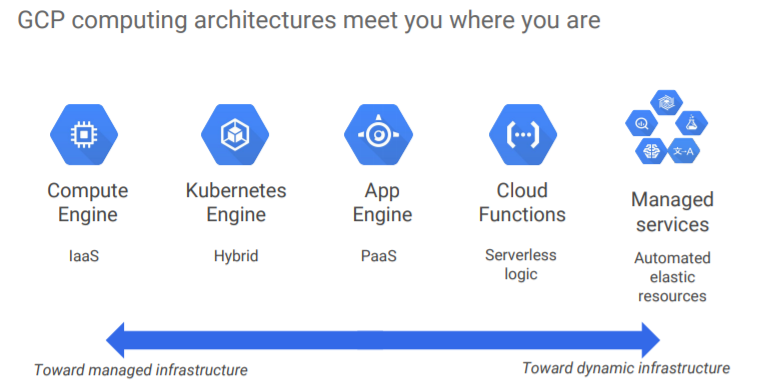 GCP computing architectures meet you where you are
Compute
Engine
IaaS
Kubernetes
Engine
Hybrid
App
Engine
PaaS
Cloud
Functions
Serverless
logic
Managed
services
Automated
elastic
resources
Toward managed infrastructure
Toward dynamic infrastructure